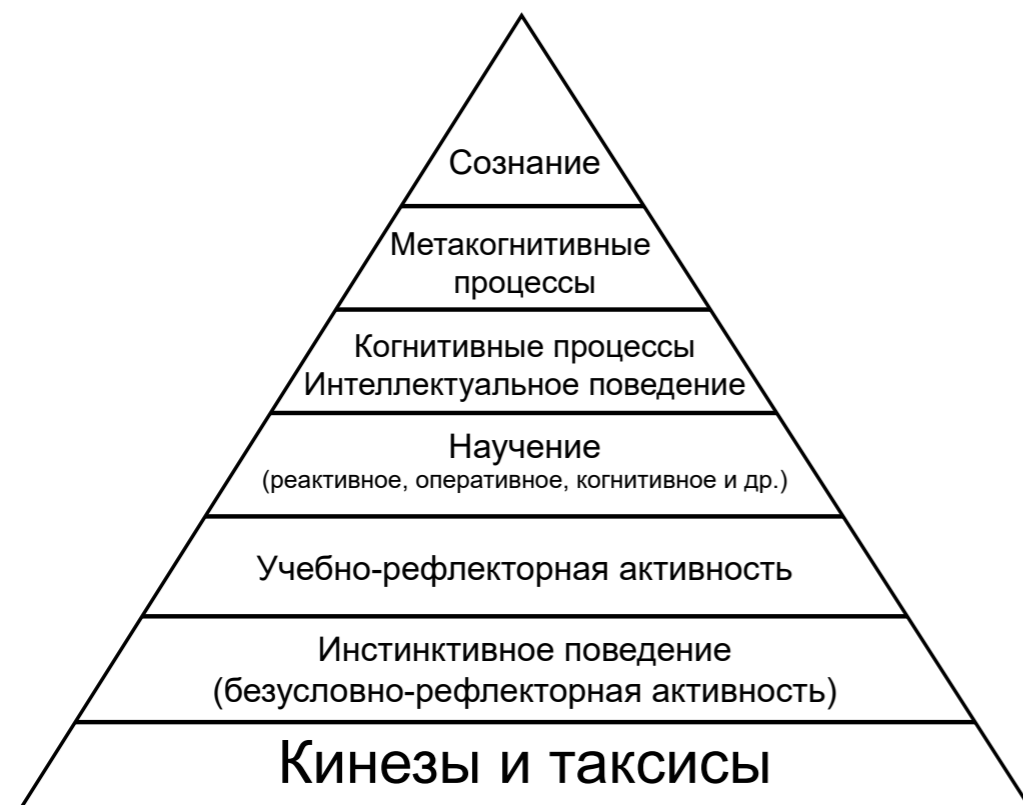 Сознание
Метакогнитивные
процессы
Когнитивные процессы
Интеллектуальное поведение
Научение
(реактивное, оперативное, когнитивное и др.)
Учебно-рефлекторная активность
Инстинктивное поведение
(безусловно-рефлекторная активность)
Кинезы и таксисы